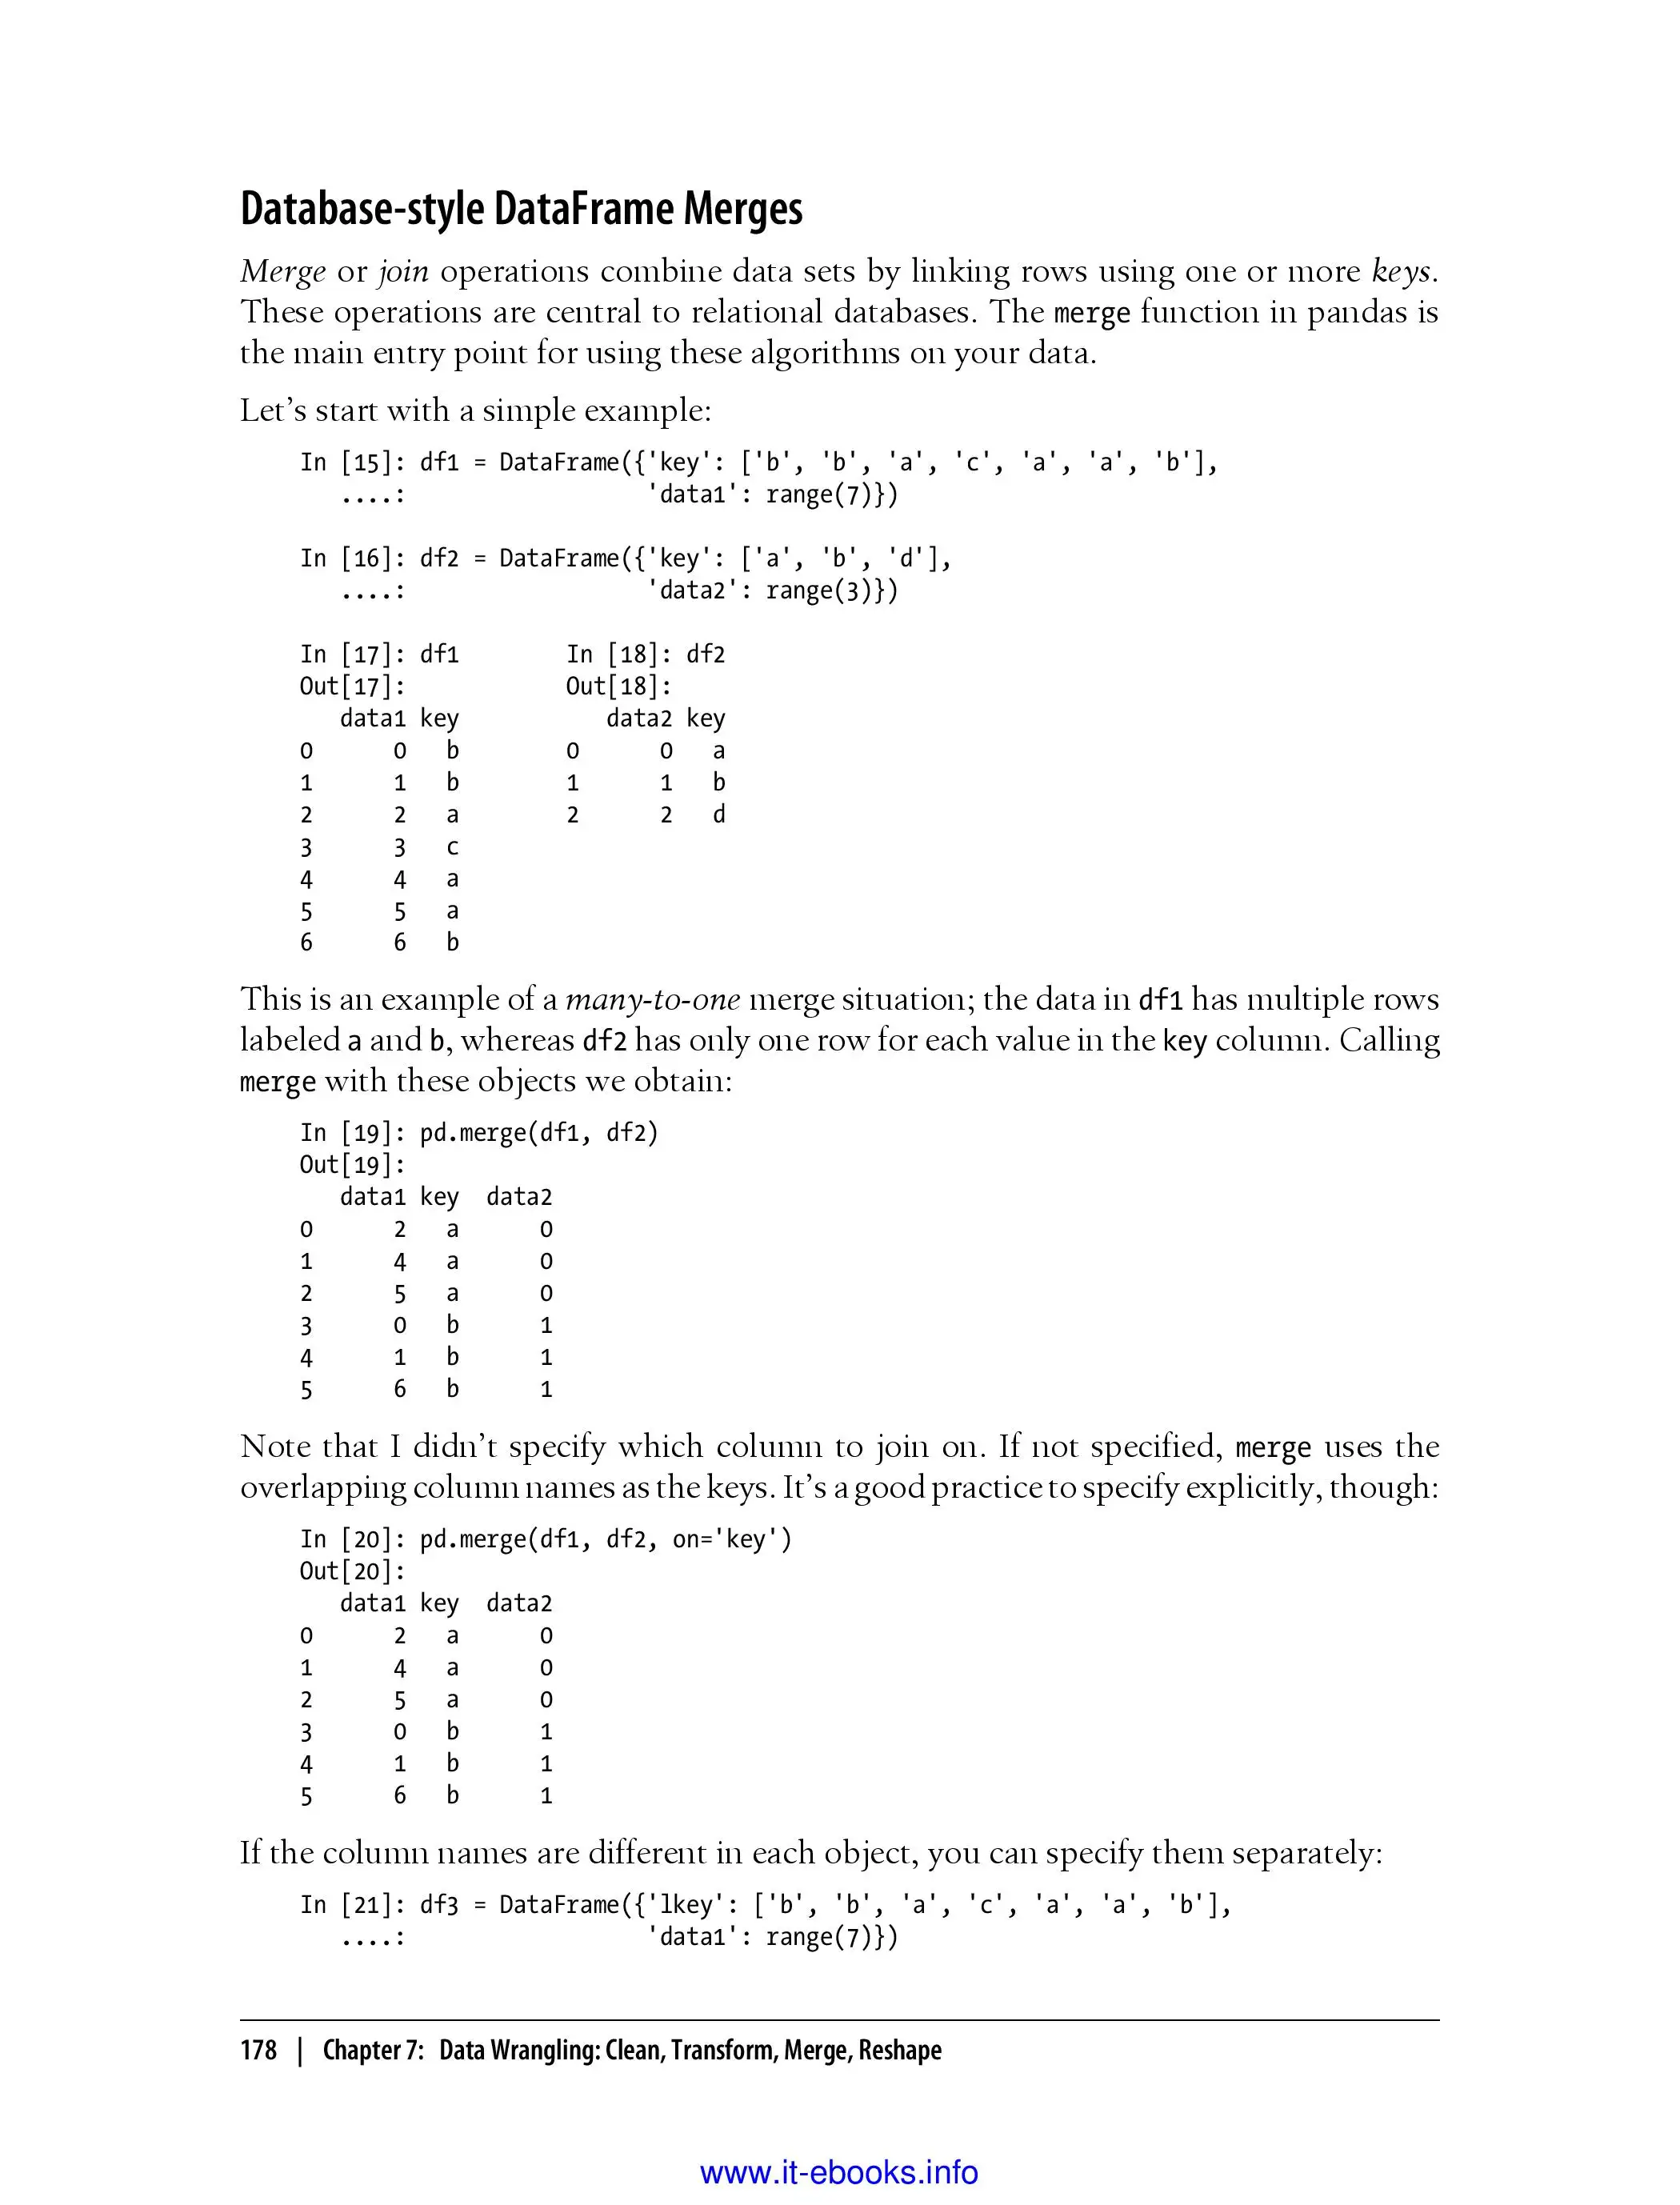 Database-style DataFrame Merges
Merge or join operations combine data sets by linking rows using one or more keys.
These operations are central to relational databases. The merge function in pandas is
the main entry point for using these algorithms on your data.
Let’s start with a simple example:
In [15]: df1 = DataFrame({'key': ['b', 'b', 'a', 'c', 'a', 'a', 'b'],
   ....:                  'data1': range(7)})
In [16]: df2 = DataFrame({'key': ['a', 'b', 'd'],
   ....:                  'data2': range(3)})
In [17]: df1        In [18]: df2
Out[17]:            Out[18]:
   data1 key           data2 key
0      0   b        0      0   a
1      1   b        1      1   b
2      2   a        2      2   d
3      3   c
4      4   a
5      5   a
6      6   b
This is an example of a many-to-one merge situation; the data in df1 has multiple rows
labeled a and b, whereas df2 has only one row for each value in the key column. Calling
merge with these objects we obtain:
In [19]: pd.merge(df1, df2)
Out[19]:
   data1 key  data2
0      2   a      0
1      4   a      0
2      5   a      0
3      0   b      1
4      1   b      1
5      6   b      1
Note that I didn’t specify which column to join on. If not specified, merge uses the
overlapping column names as the keys. It’s a good practice to specify explicitly, though:
In [20]: pd.merge(df1, df2, on='key')
Out[20]:
   data1 key  data2
0      2   a      0
1      4   a      0
2      5   a      0
3      0   b      1
4      1   b      1
5      6   b      1
If the column names are different in each object, you can specify them separately:
In [21]: df3 = DataFrame({'lkey': ['b', 'b', 'a', 'c', 'a', 'a', 'b'],
   ....:                  'data1': range(7)})
178 | Chapter 7: Data Wrangling: Clean, Transform, Merge, Reshape
www.it-ebooks.info